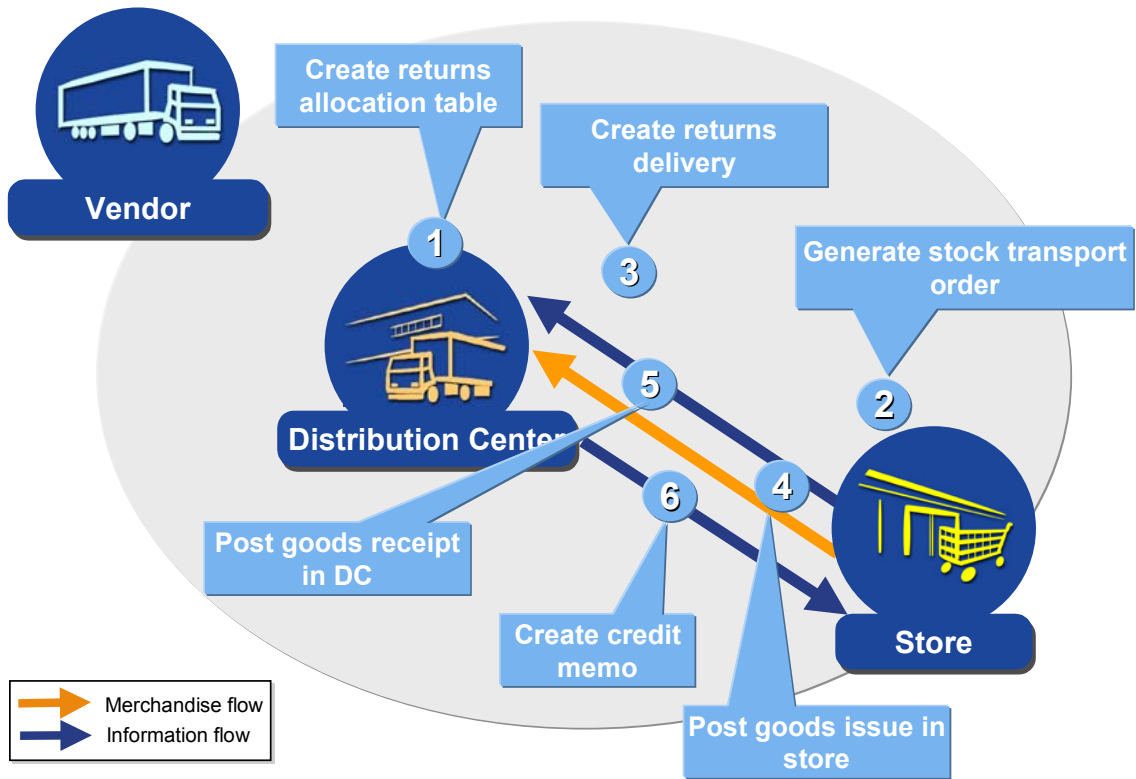 Create returns
allocation table
Create returns
delivery
Vendor
1
3
Generate stock transport
order
5
2
Distribution Center
4
6
Post goods receipt
in DC
Create credit
memo
Store
Merchandise flow
Information flow
Post goods issue in
store